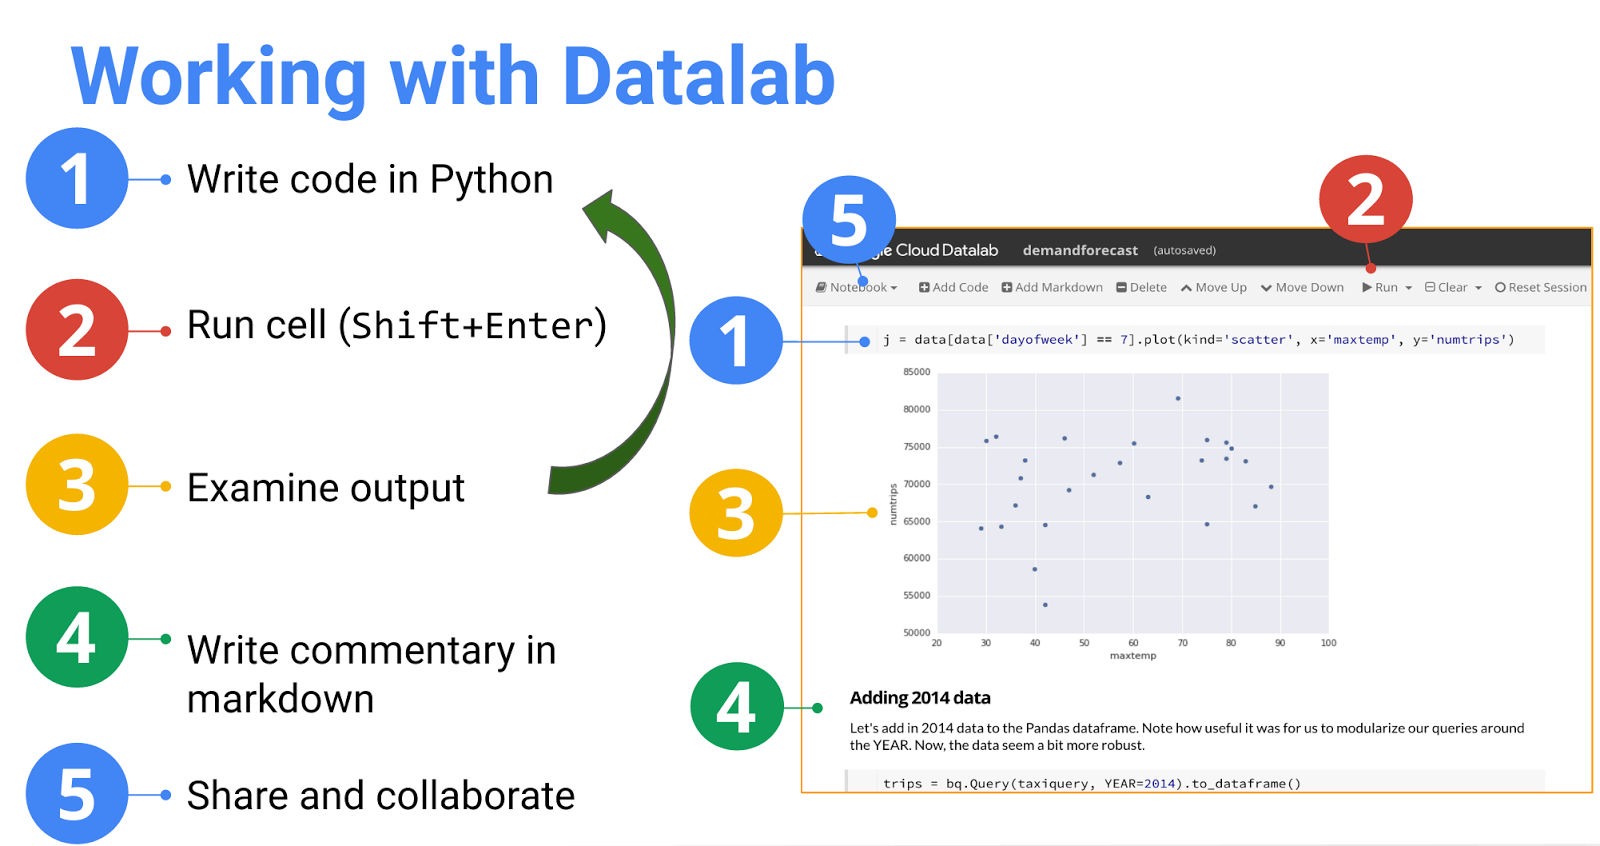 Working with Datalab
1
Write code in Python
2
Run cell (Shift+Enter)
3
Examine output
4
Write commentary in
markdown
5
Share and collaborate
5
2
Cloud Datalab demandforecast (autosaved)
Notebook Add Code Add Markdown Delete Move Up Move Down Run Clear Reset Session
1
j = data[data['dayofweek'] == 7].plot(kind='scatter', x='maxtemp', y='numtrips')
85000
80000
75000
70000
65000
60000
55000
50000
numtrips
20 30 40 50 60 70 80 90 100
maxtemp
3
4
Adding 2014 data
Let's add in 2014 data to the Pandas dataframe. Note how useful it was for us to modularize our queries around
the YEAR. Now, the data seem a bit more robust.
trips = bq.Query(taxiquery, YEAR=2014).to_dataframe()